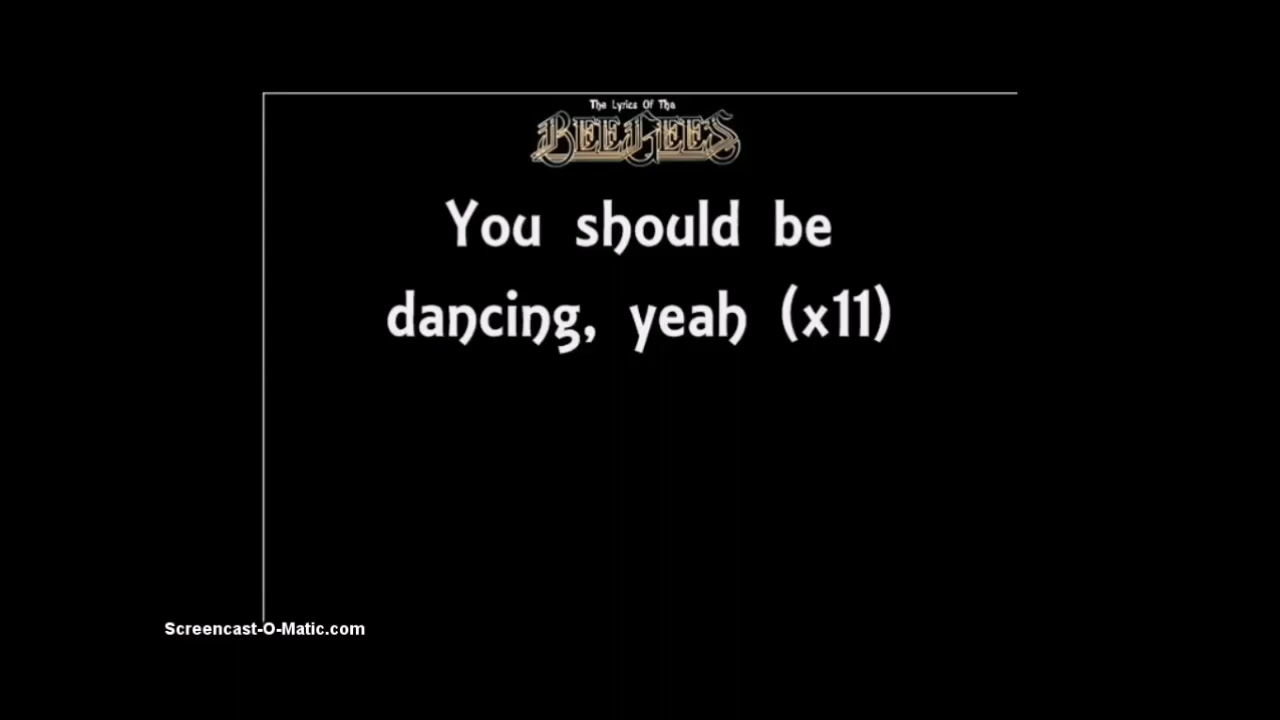 The Lyrics Of The
BEE GEES
You should be
dancing, yeah (x11)
Screencast-O-Matic.com